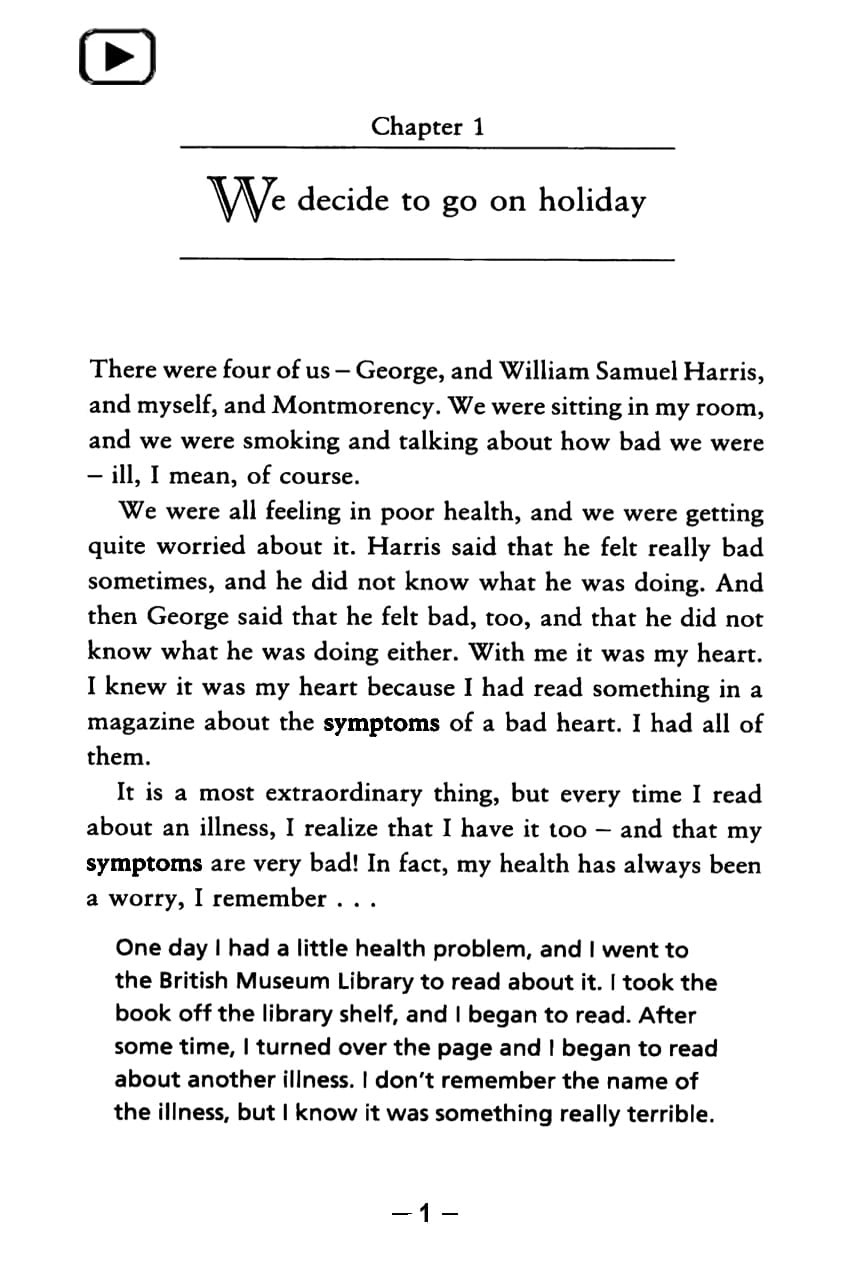 Chapter 1
We decide to go on holiday
There were four of us – George, and William Samuel Harris,
and myself, and Montmorency. We were sitting in my room,
and we were smoking and talking about how bad we were
– ill, I mean, of course.
We were all feeling in poor health, and we were getting
quite worried about it. Harris said that he felt really bad
sometimes, and he did not know what he was doing. And
then George said that he felt bad, too, and that he did not
know what he was doing either. With me it was my heart.
I knew it was my heart because I had read something in a
magazine about the symptoms of a bad heart. I had all of
them.
It is a most extraordinary thing, but every time I read
about an illness, I realize that I have it too – and that my
symptoms are very bad! In fact, my health has always been
a worry, I remember . . .
One day I had a little health problem, and I went to
the British Museum Library to read about it. I took the
book off the library shelf, and I began to read. After
some time, I turned over the page and I began to read
about another illness. I don't remember the name of
the illness, but I know it was something really terrible.
– 1 –